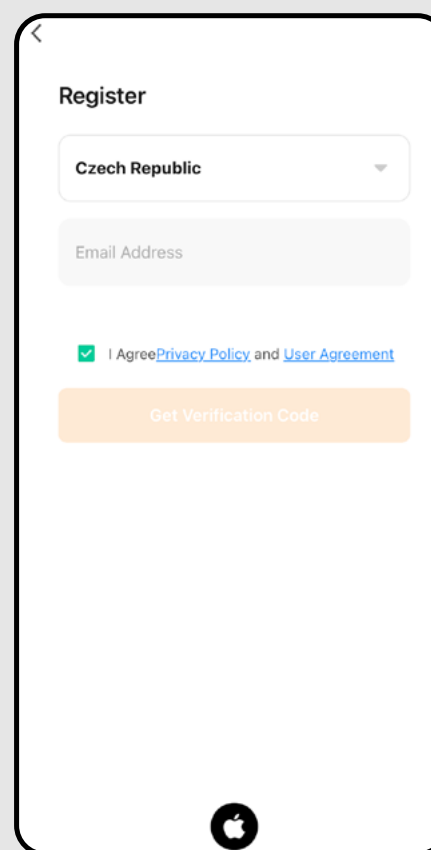 Register
Czech Republic
Email Address
I AgreePrivacy Policy and User Agreement
Get Verification Code